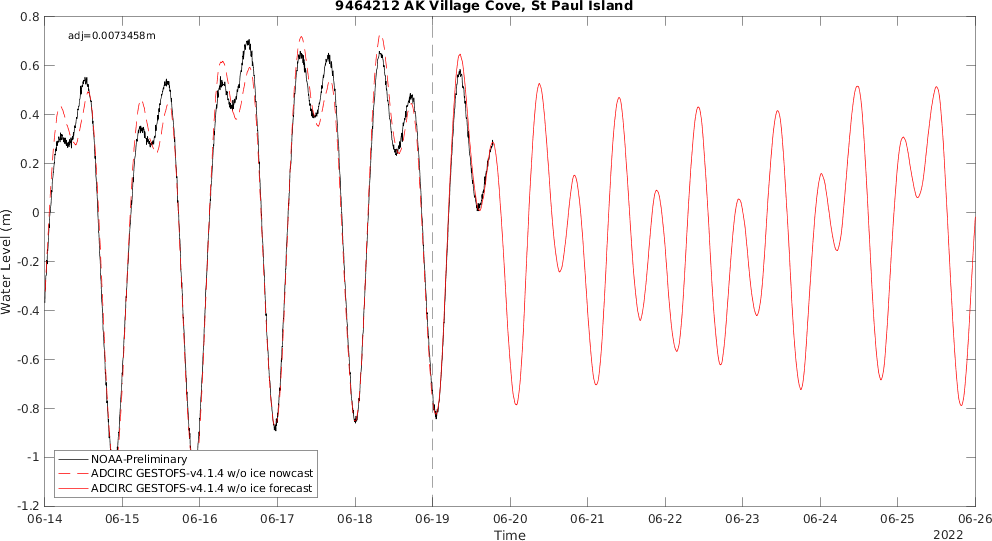 9464212 AK Village Cove, St Paul Island
adj=0.0073458m
0.8
0.6
0.4
0.2
0
-0.2
-0.4
-0.6
-0.8
-1
-1.2
Water Level (m)
NOAA-Preliminary
ADCIRC GESTOFS-v4.1.4 w/o ice nowcast
ADCIRC GESTOFS-v4.1.4 w/o ice forecast
06-14 06-15 06-16 06-17 06-18 06-19 06-20 06-21 06-22 06-23 06-24 06-25 06-26
Time
2022